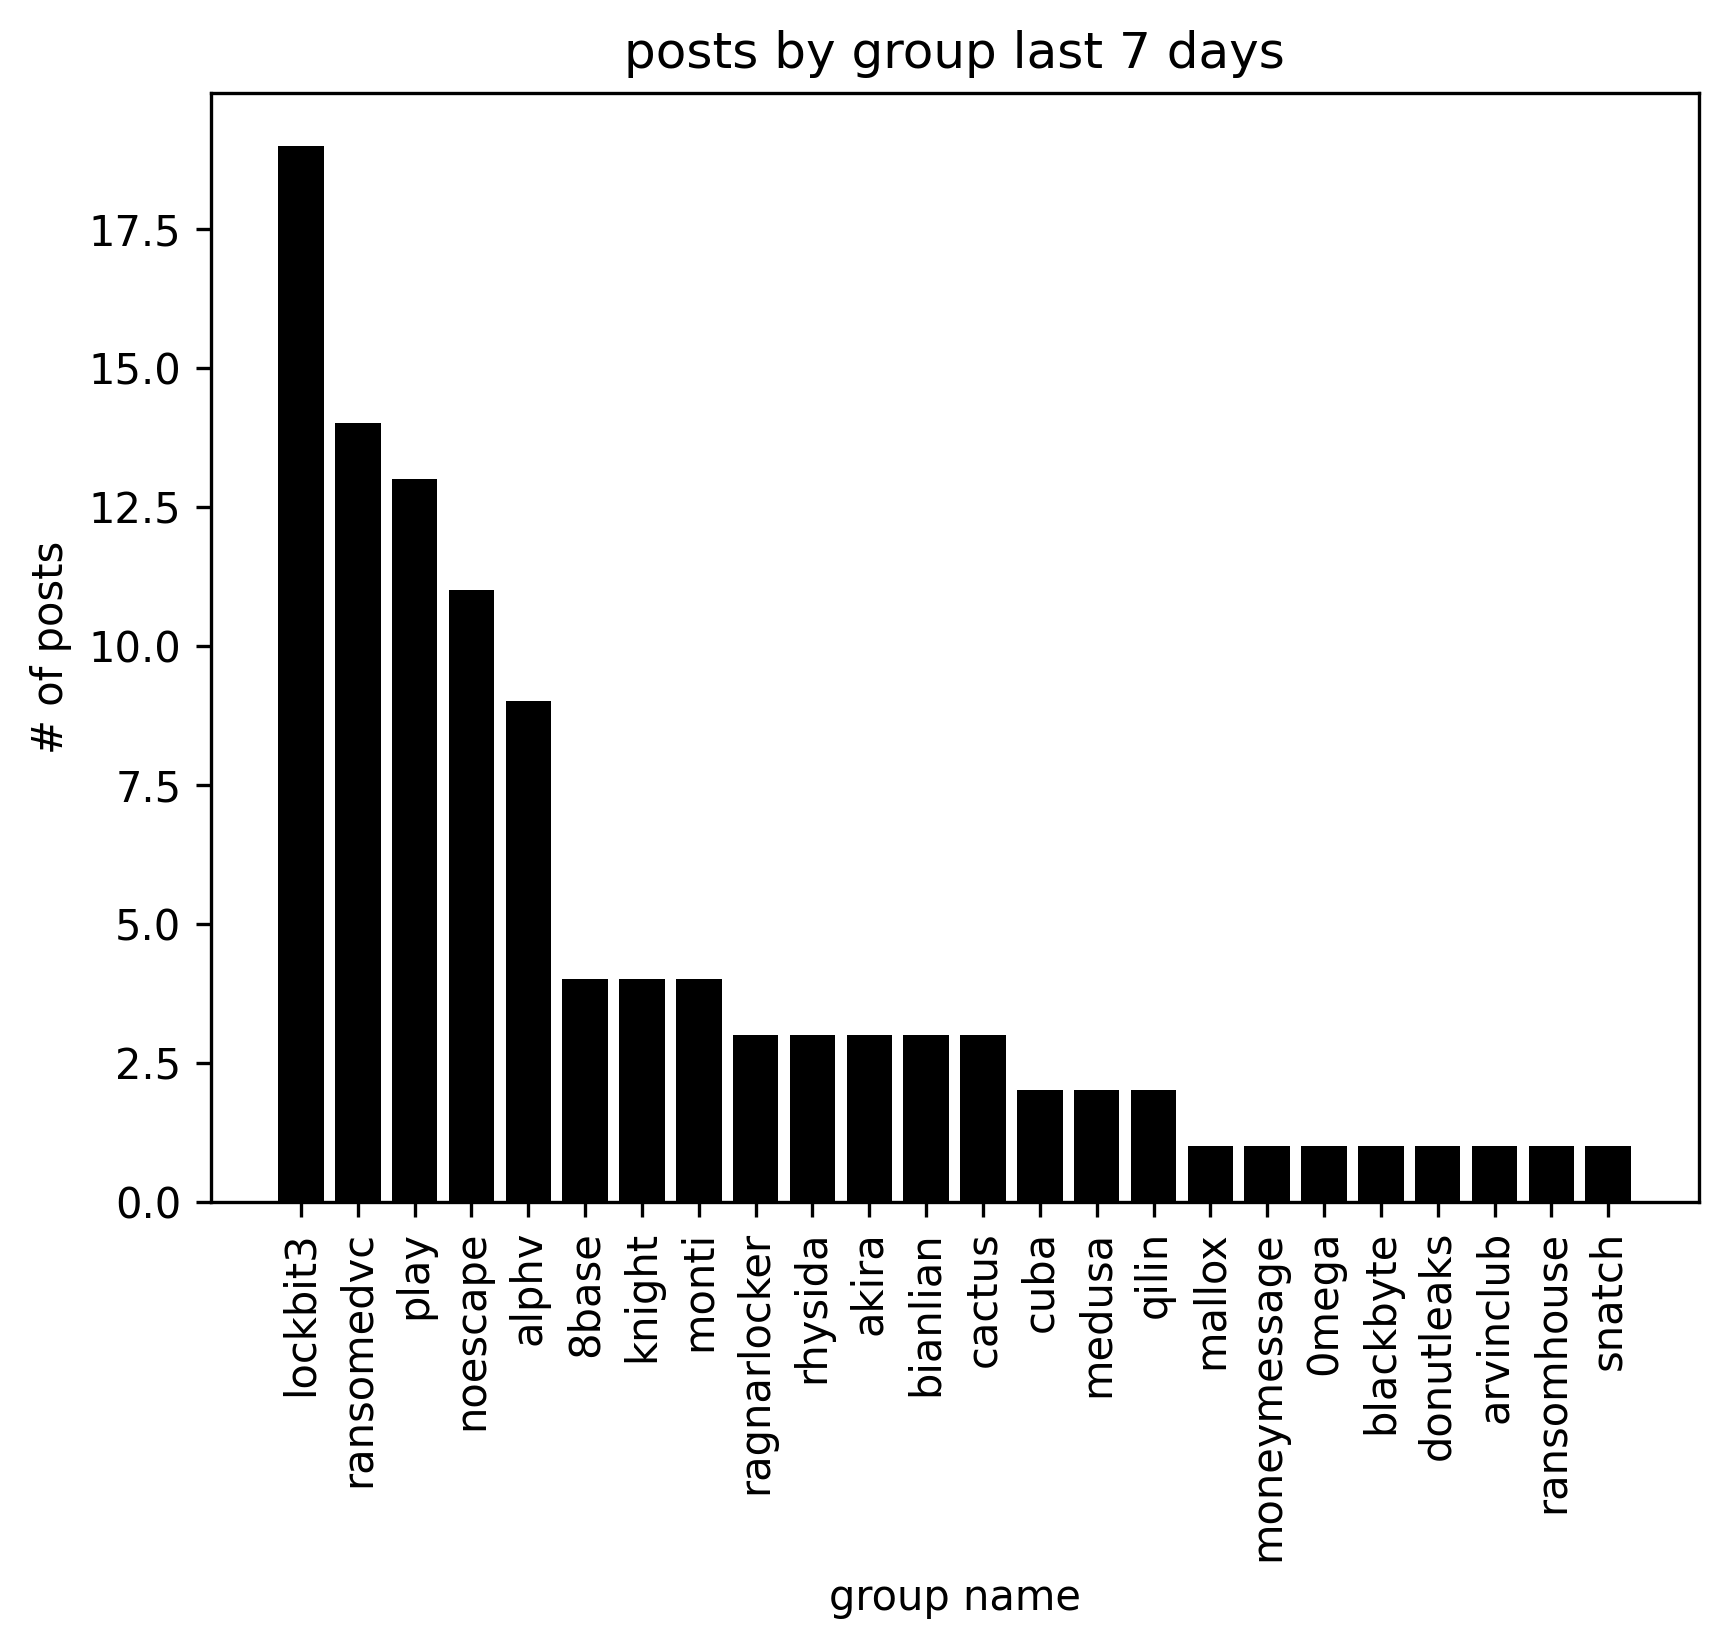 posts by group last 7 days
# of posts
17.5
15.0
12.5
10.0
7.5
5.0
2.5
0.0
lockbit3
ransomedvc
play
noescape
alphv
8base
knight
monti
ragnarlocker
rhysida
akira
bianlian
cactus
cuba
medusa
qilin
mallox
moneymessage
0mega
blackbyte
donutleaks
arvinclub
ransomhouse
snatch
group name